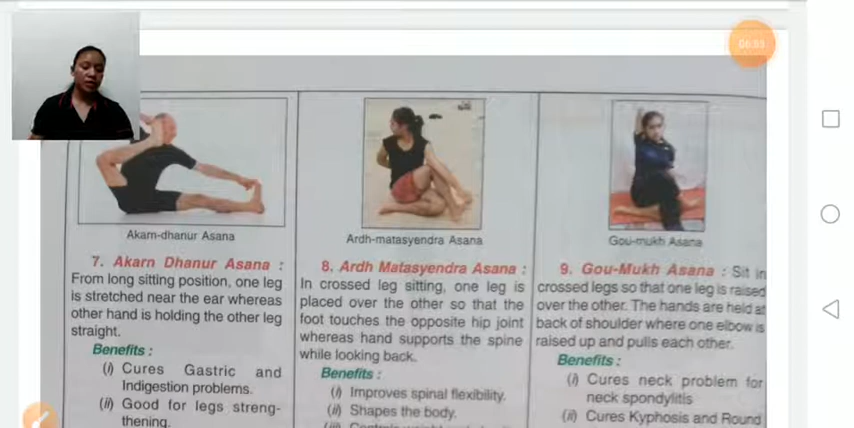 06:53
Akarn-dhanur Asana
7. Akarn Dhanur Asana :
From long sitting position, one leg
is stretched near the ear whereas
other hand is holding the other leg
straight.
Benefits :
(i) Cures Gastric and
Indigestion problems.
(ii) Good for legs streng-
thening.
Ardh-matasyendra Asana
8. Ardh Matasyendra Asana :
In crossed leg sitting, one leg is
placed over the other so that the
foot touches the opposite hip joint
whereas hand supports the spine
while looking back.
Benefits :
(i) Improves spinal flexibility.
(ii) Shapes the body.
Gou-mukh Asana
9. Gou-Mukh Asana : Sit in
crossed legs so that one leg is raised
over the other. The hands are held at
back of shoulder where one elbow is
raised up and pulls each other.
Benefits :
(i) Cures neck problem for
neck spondylitis
(ii) Cures Kyphosis and Round